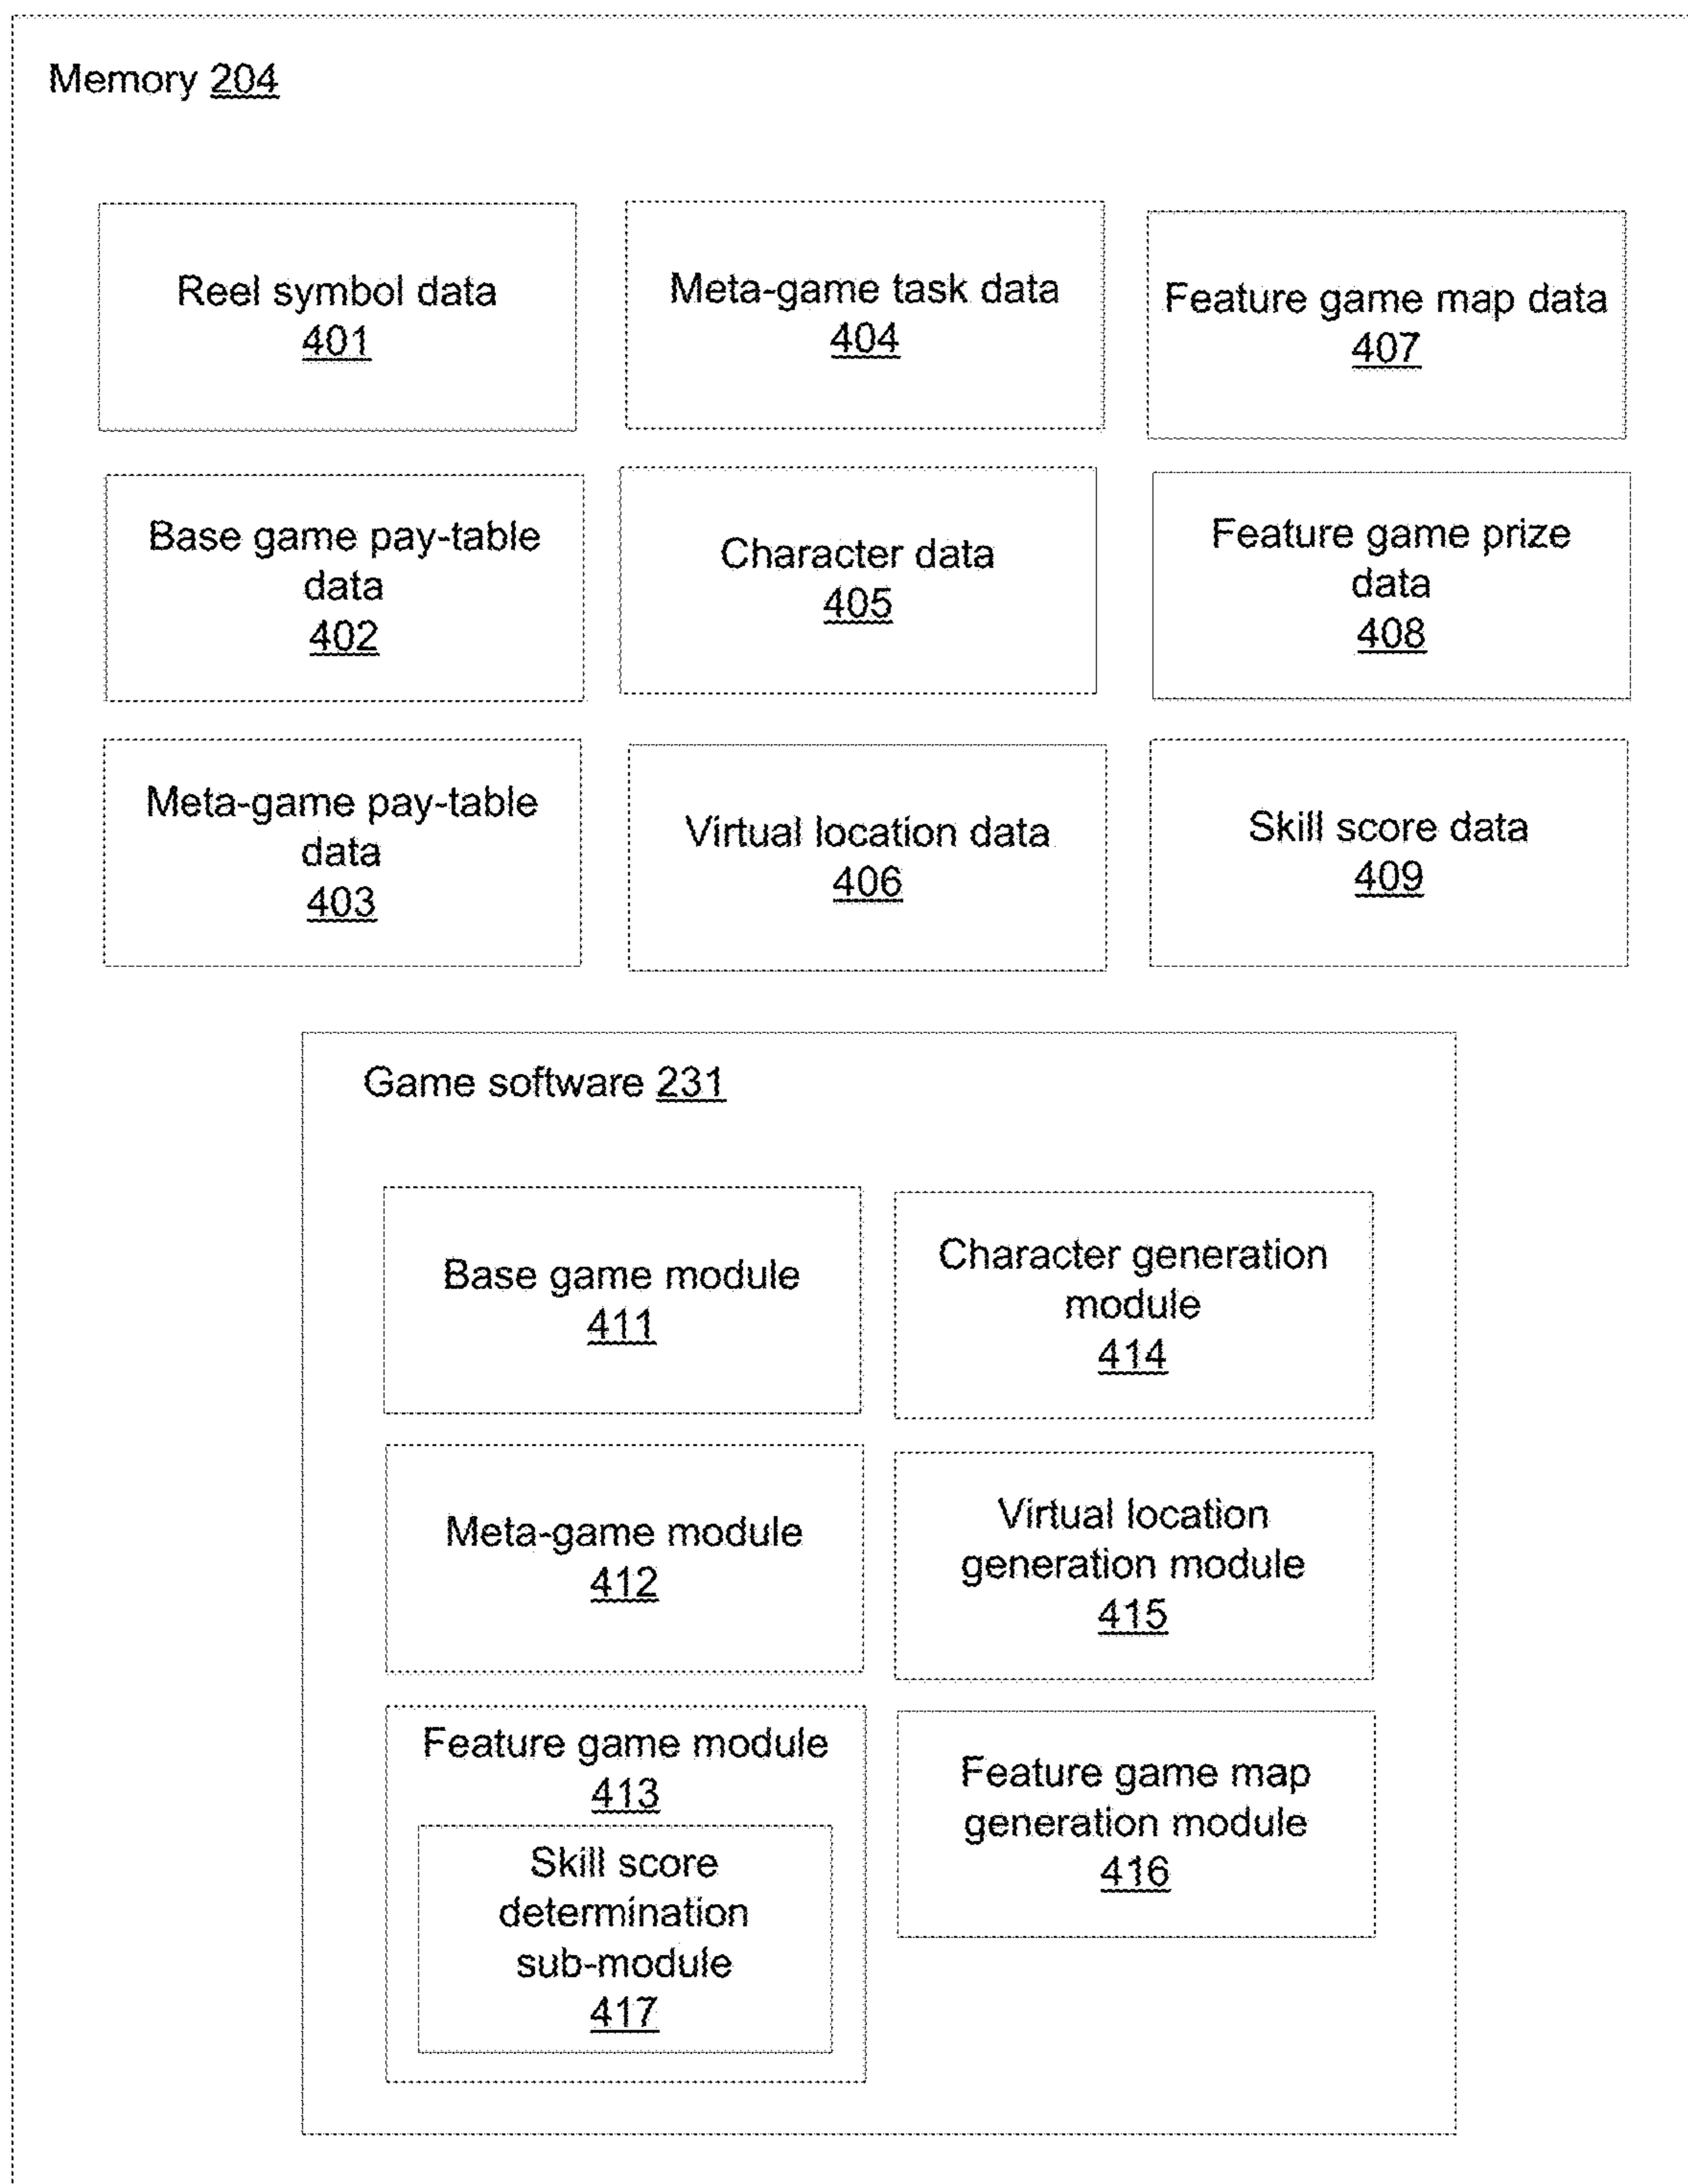 Memory 204
Reel symbol data
401
Meta-game task data
404
Feature game map data
407
Base game pay-table
data
402
Character data
405
Feature game prize
data
408
Meta-game pay-table
data
403
Virtual location data
406
Skill score data
409
Game software 231
Base game module
411
Character generation
module
414
Meta-game module
412
Virtual location
generation module
415
Feature game module
413
Skill score
determination
sub-module
417
Feature game map
generation module
416